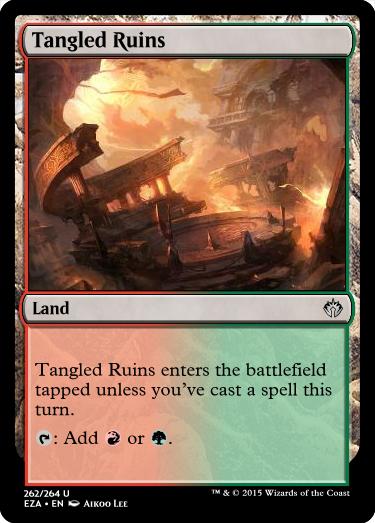 Tangled Ruins
Land
Tangled Ruins enters the battlefield
tapped unless you've cast a spell this
turn.
: Add or .
262/264 U
EZA • EN Aikoo Lee
™ & © 2015 Wizards of the Coast